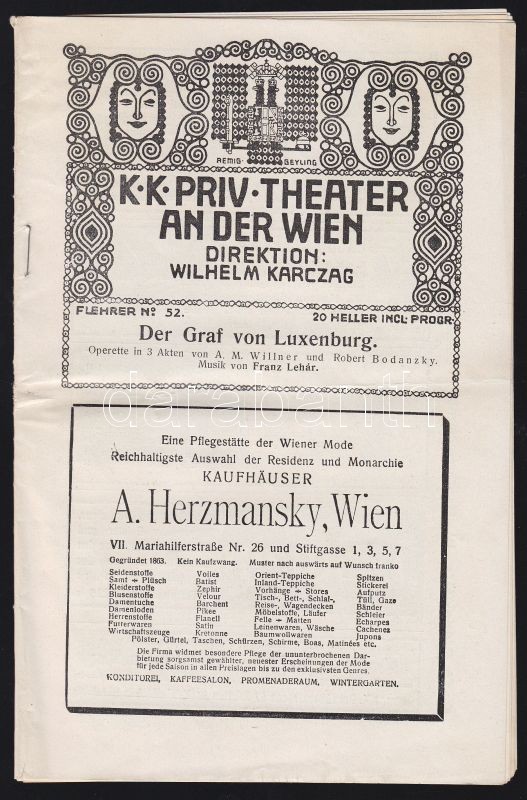 REMIG- GEYLING
K·K·PRIV·THEATER
AN DER WIEN
DIREKTION:
WILHELM KARCZAG
F LEHRER Nº 52. 20 HELLER INCL PROGR.
Der Graf von Luxenburg.
Operette in 3 Akten von A. M. Willner und Robert Bodanzky.
Musik von Franz Lehár.
darabanth
Eine Pflegestätte der Wiener Mode
Reichhaltigste Auswahl der Residenz und Monarchie
KAUFHÄUSER
A. Herzmansky, Wien
VII. Mariahilferstraße Nr. 26 und Stiftgasse 1, 3, 5, 7
Gegründet 1863. Kein Kaufzwang. Muster nach auswärts auf Wunsch franko
Seidenstoffe Voiles Orient-Teppiche Spitzen
Samt + Plüsch Batist Inland-Teppiche Stickerei
Kleiderstoffe Zephir Vorhänge + Stores Aufputz
Blusenstoffe Velour Tisch-, Bett-, Schlaf-, Tüll, Gaze
Damentuche Barchent Reise-, Wagendecken Bänder
Damenloden Pikee Möbelstoffe, Läufer Schleier
Herrenstoffe Flanell Felle + Matten Echarpes
Futterwaren Satin Leinenwaren, Wäsche Cachenez
Wirtschaftszeuge Kretonne Baumwollwaren Jupons
Pölster, Gürtel, Taschen, Schürzen, Schirme, Boas, Matinées etc.
Die Firma widmet besondere Pflege der ununterbrochenen Dar-
bietung sorgsamst gewählter, neuester Erscheinungen der Mode
für jede Saison in allen Preislagen bis zu den exklusivsten Genres.
KONDITOREI, KAFFEESALON, PROMENADERAUM, WINTERGARTEN.